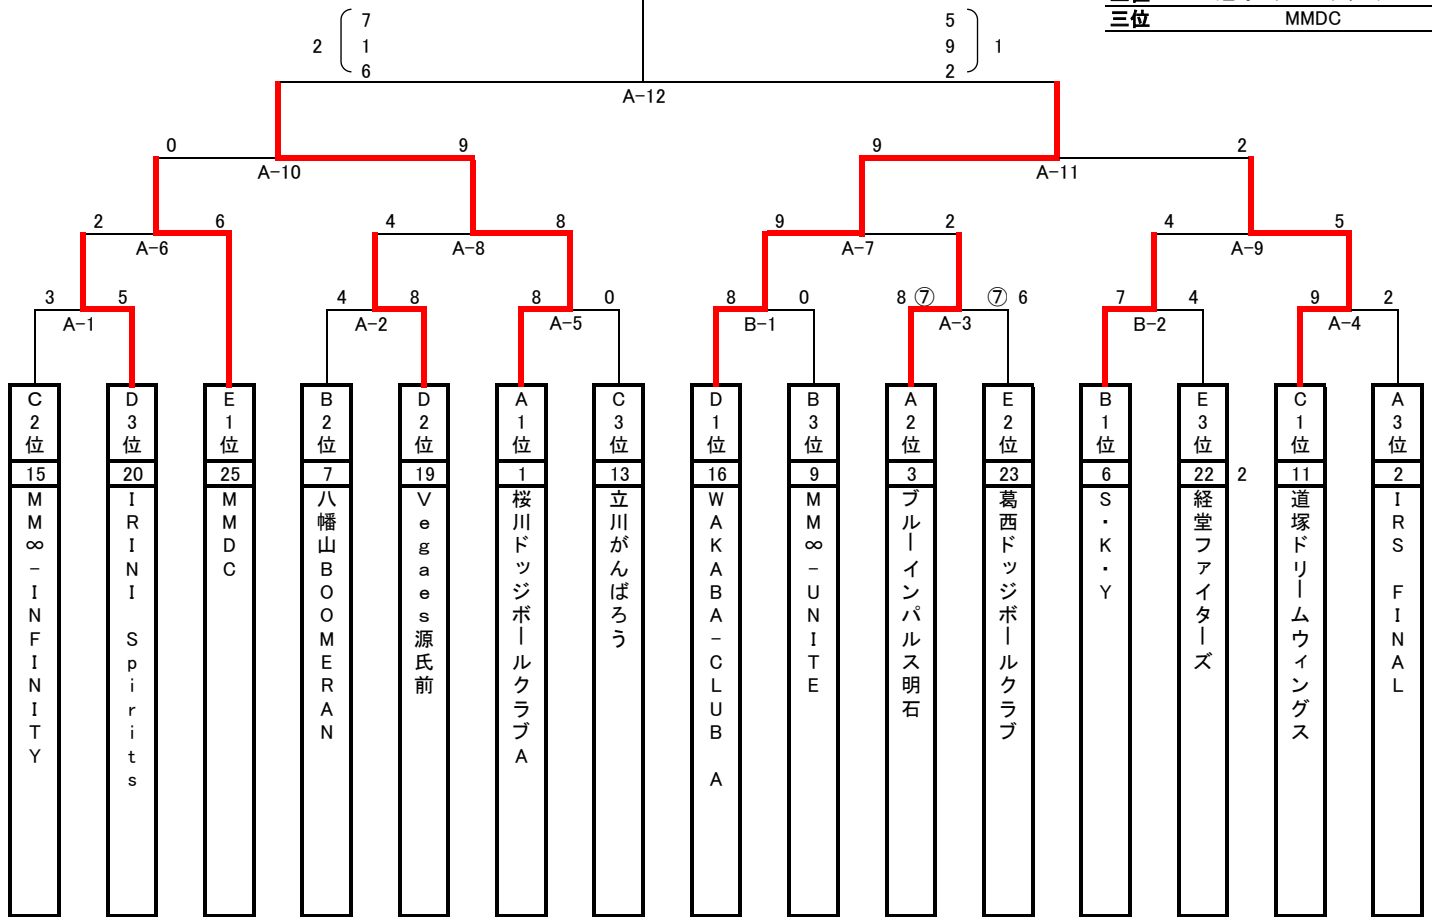 三位 MMDC
7 5
2 1 9 1
6 2
A-12
0 9 9 2
A-10 A-11
2 6 4 8 9 2 4 5
A-6 A-8 A-7 A-9
3 5 4 8 8 0 8 0 8 ⑦ ⑦ 6 7 4 9 2
A-1 A-2 A-5 B-1 A-3 B-2 A-4
C2位 D3位 E1位 B2位 D2位 A1位 C3位 D1位 B3位 A2位 E2位 B1位 E3位 C1位 A3位
15 20 25 7 19 1 13 16 9 3 23 6 22 2 11 2
MM∞-INFINITY
IRINI Spirits
MMDC
八幡山BOOMERAN
Vegaes源氏前
桜川ドッジボールクラブA
立川がんばろう
WAKABA-CLUB A
MM∞-UNITE
ブルーインパルス明石
葛西ドッジボールクラブ
S・K・Y
経堂ファイターズ
道塚ドリームウィングス
IRS FINAL